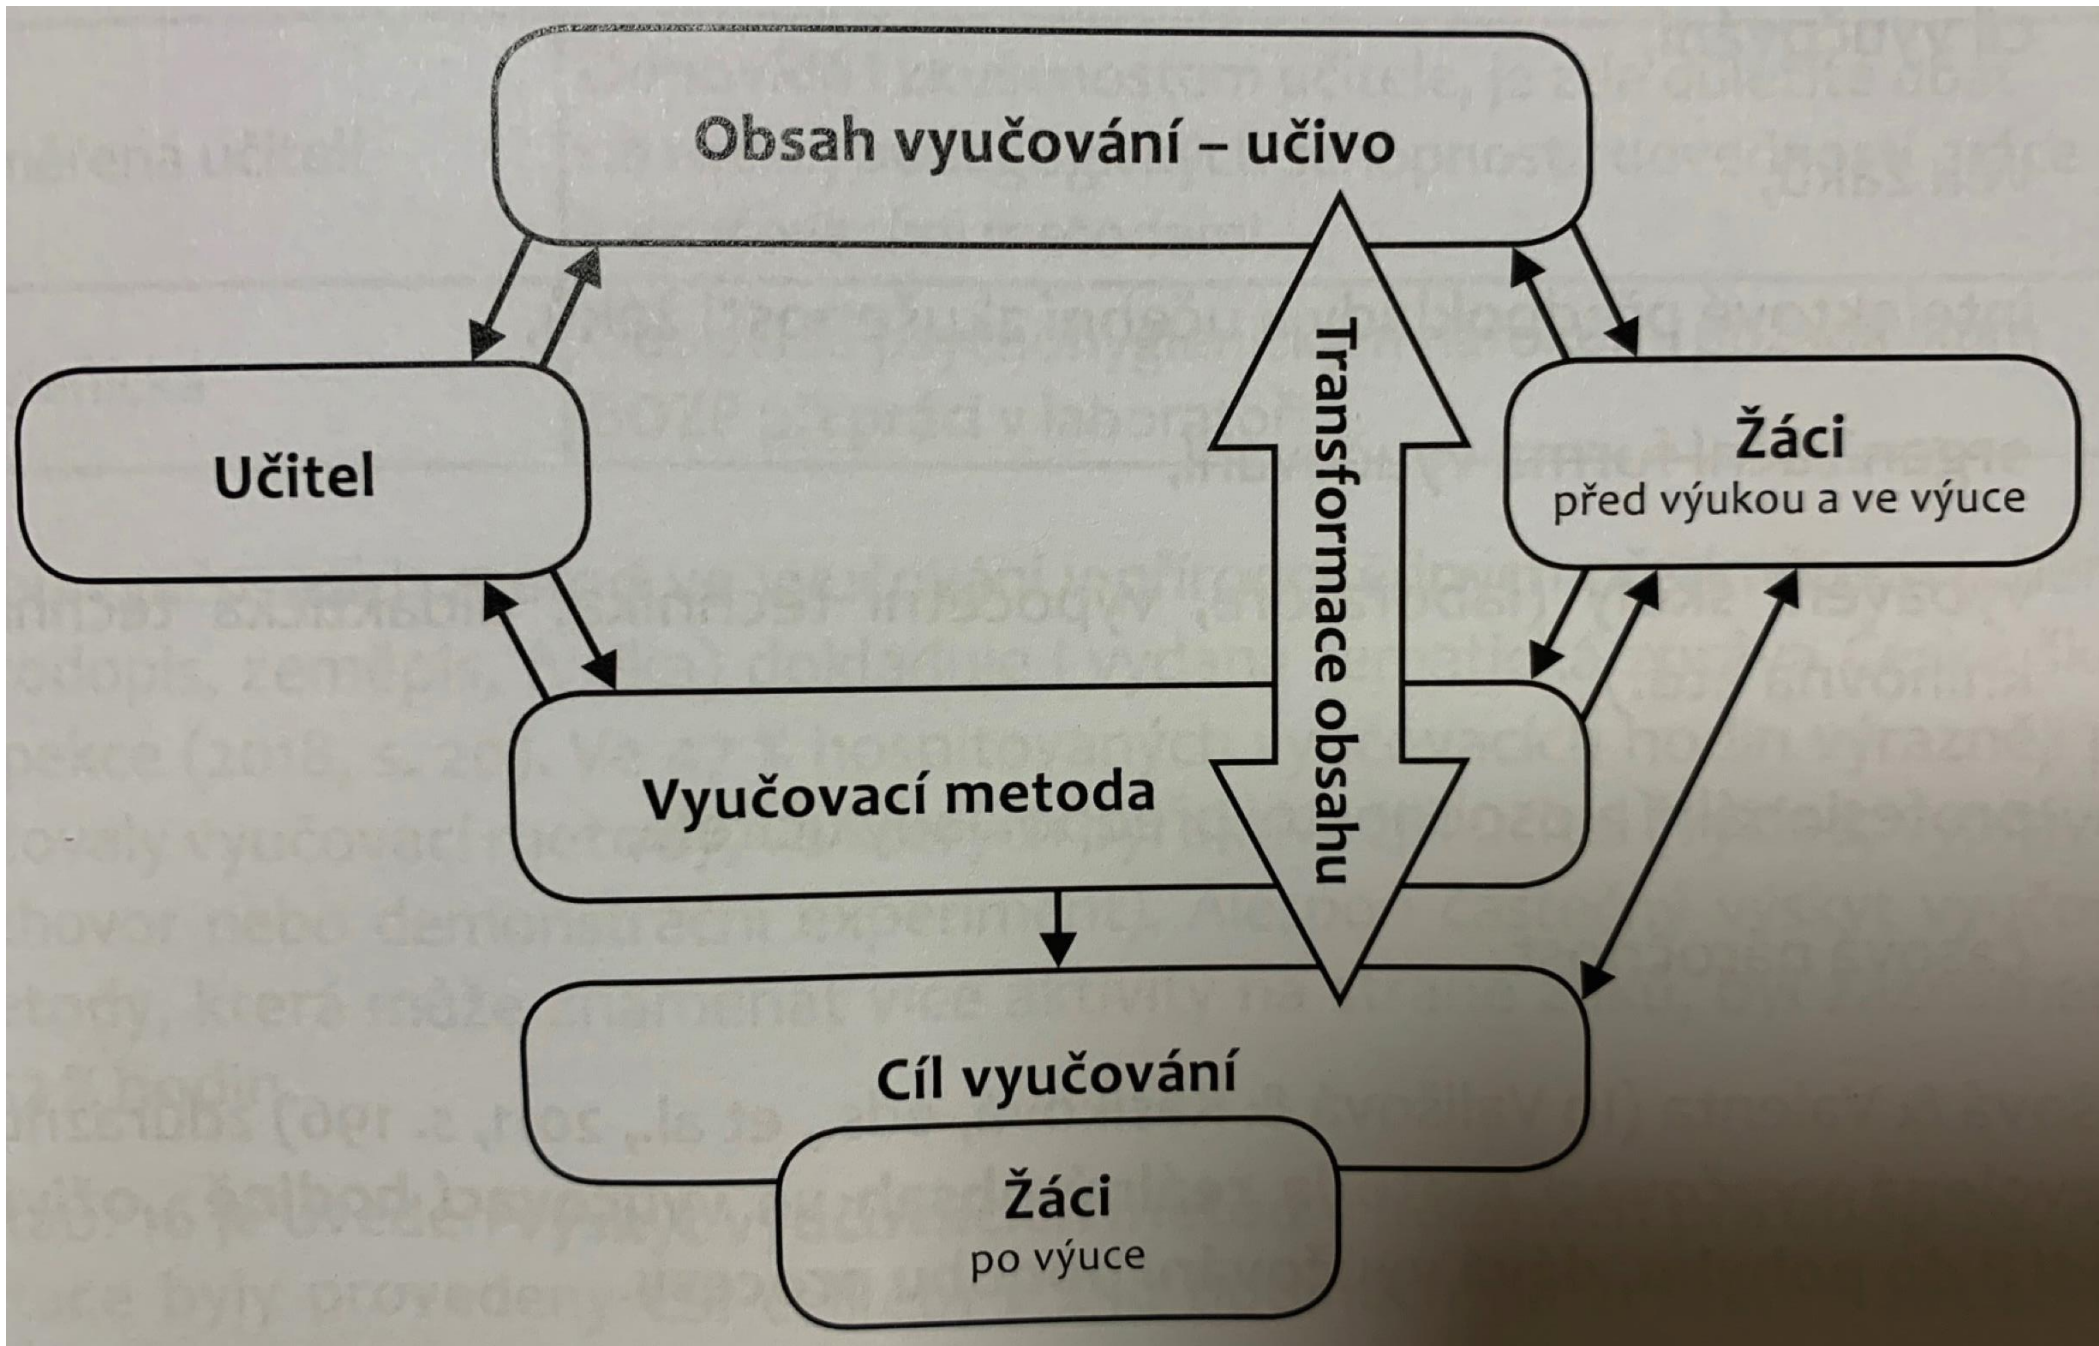 Obsah vyučování – učivo
Učitel
Žáci
před výukou a ve výuce
Transformace obsahu
Vyučovací metoda
Cíl vyučování
Žáci
po výuce